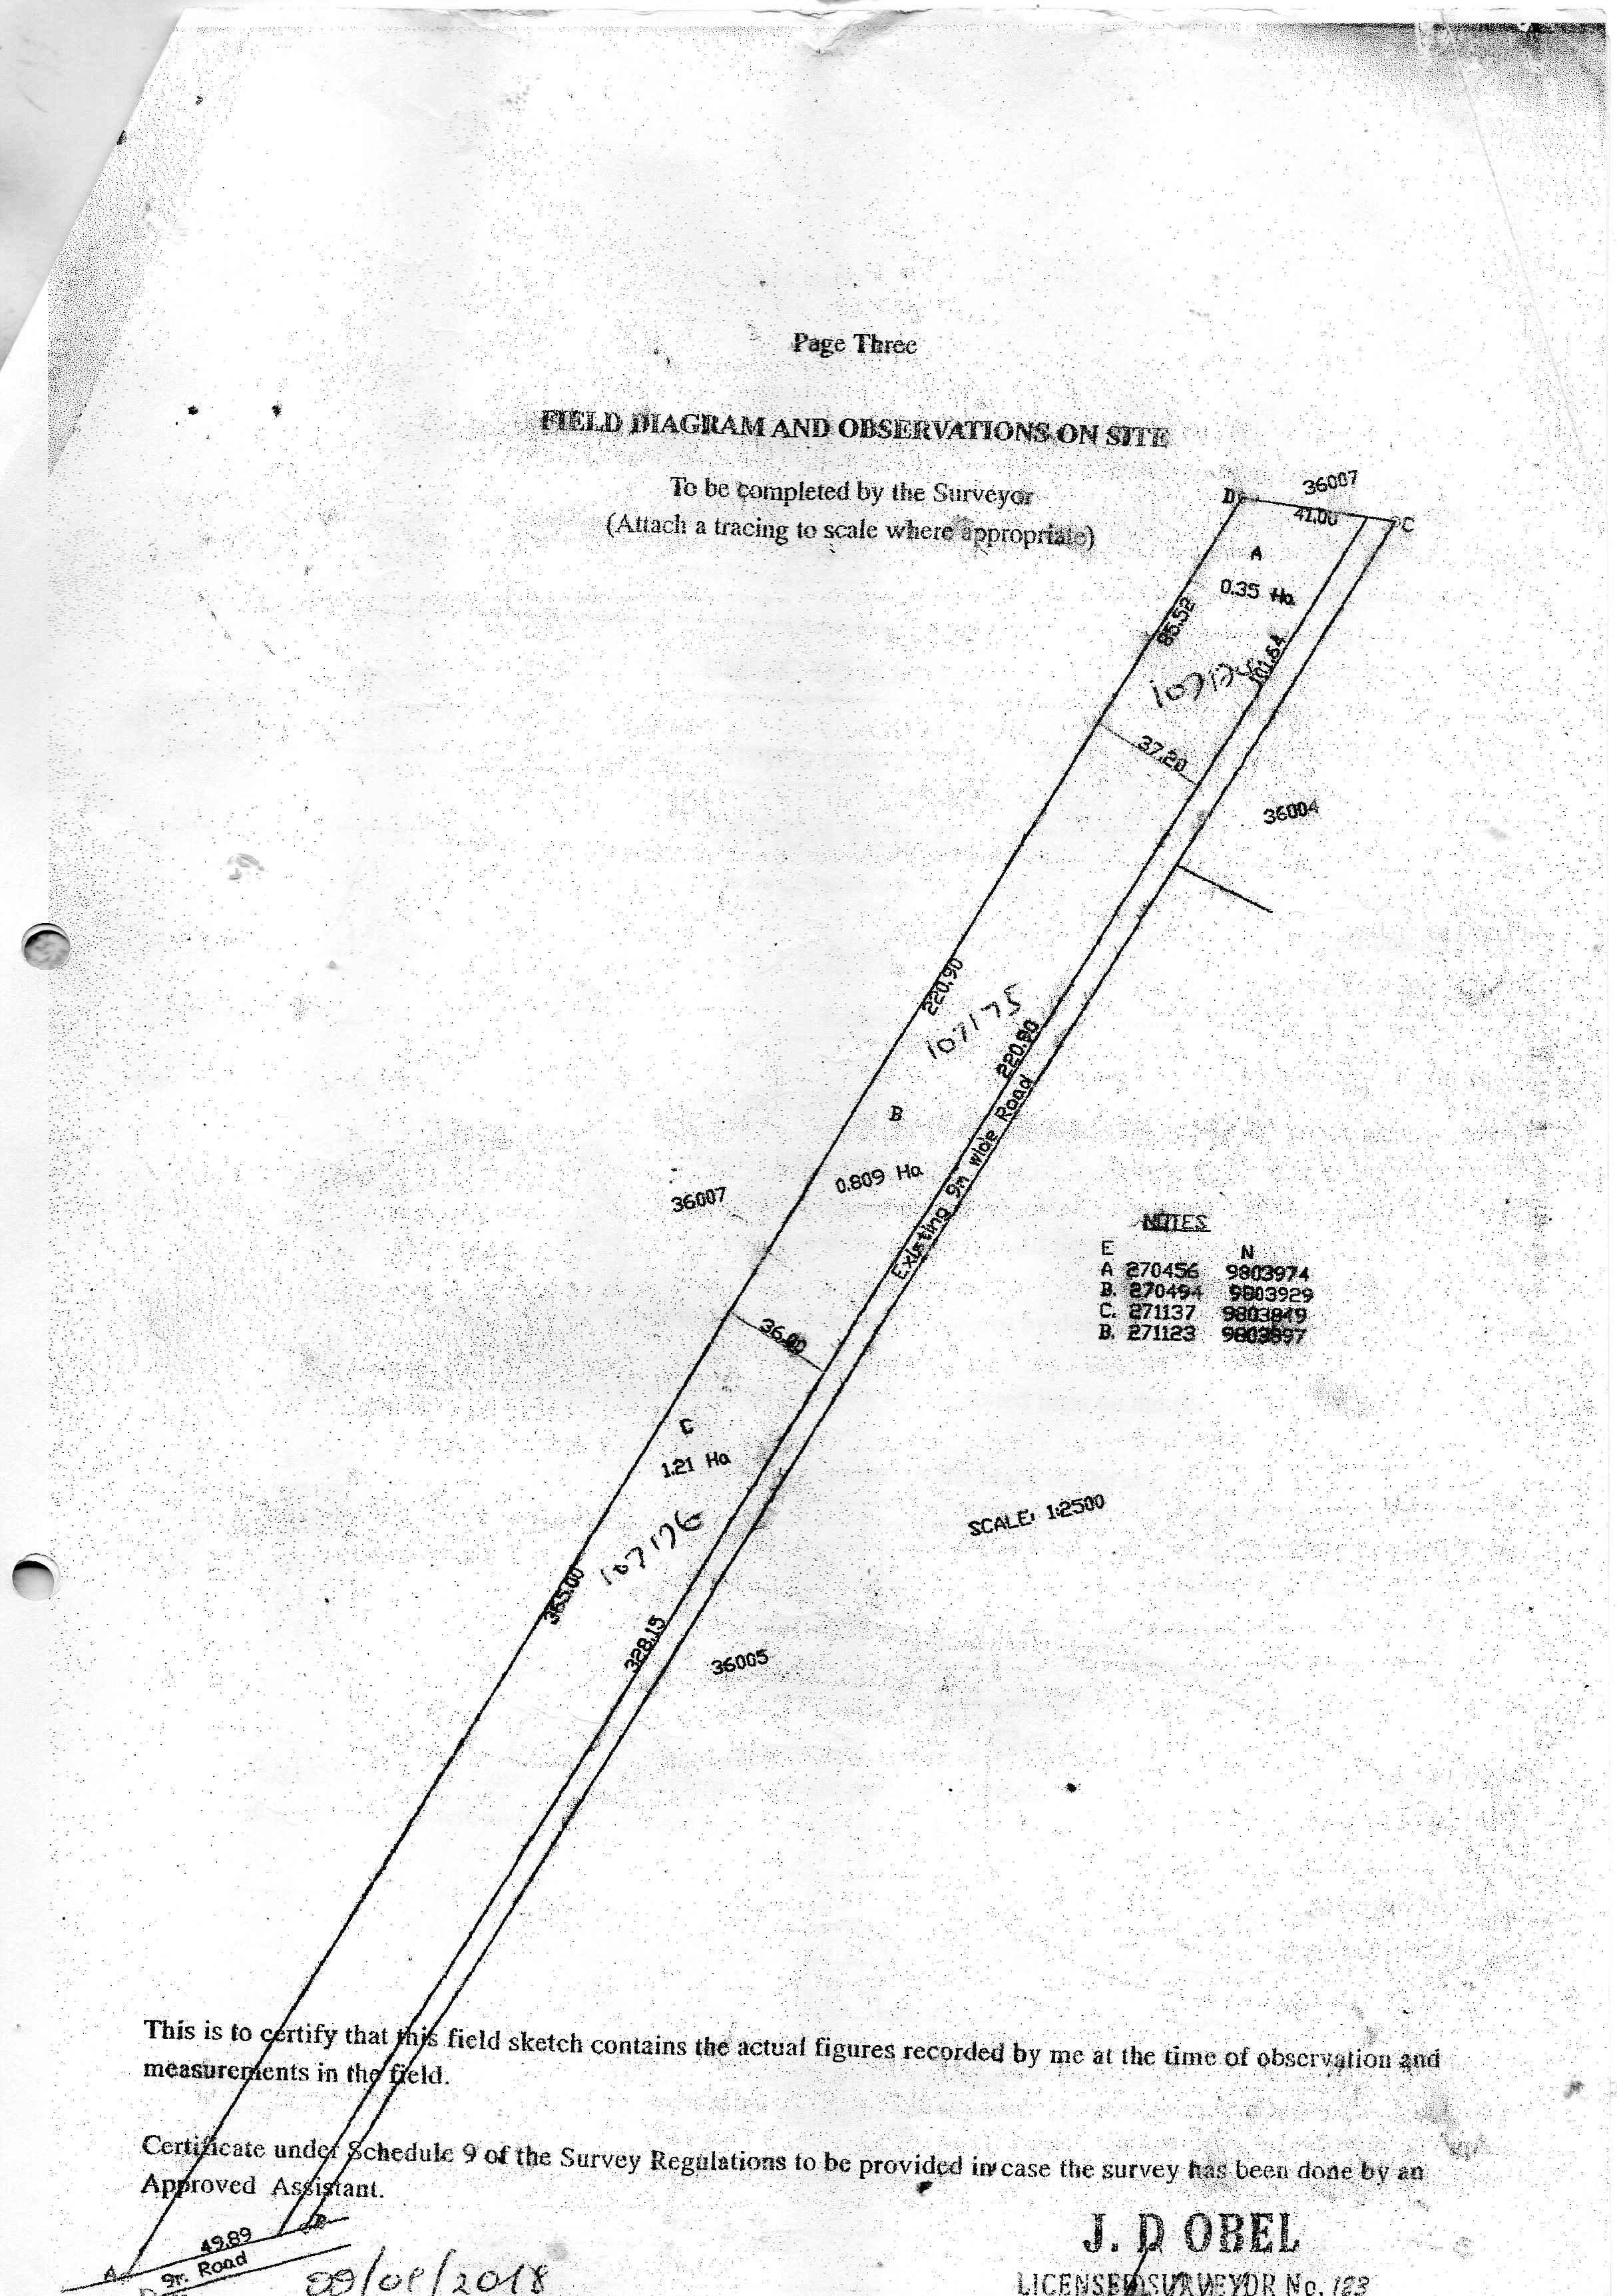 Page Three
FIELD DIAGRAM AND OBSERVATIONS ON SITE
To be completed by the Surveyor
(Attach a tracing to scale where appropriate)
D
36007
41.00
C
A
0.35 Ha
85.52
101.64
37.20
36004
220.90
107175
220.90
B
0.809 Ha
36007
Existing 9m wide Road
NOTES
E N
A 270456 9803974
B. 270494 9803929
C. 271137 9803849
B. 271123 9803897
36.00
C
1.21 Ha
SCALE: 1:2500
107176
365.00
328.15
36005
This is to certify that this field sketch contains the actual figures recorded by me at the time of observation and
measurements in the field.
Certificate under Schedule 9 of the Survey Regulations to be provided in case the survey has been done by an
Approved Assistant.
J. D OBEL
LICENSED SURVEYOR No. 183
49.89
B
A
9r. Road
/2018